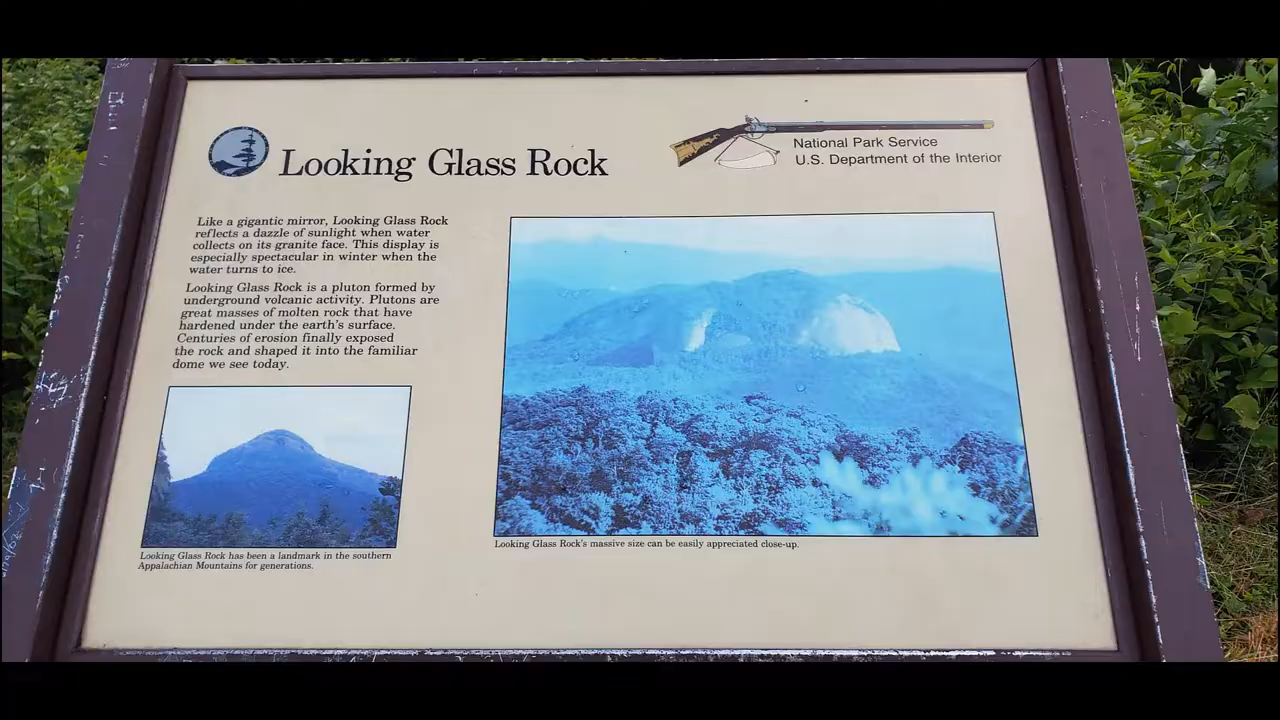 Looking Glass Rock
National Park Service
U.S. Department of the Interior
Like a gigantic mirror, Looking Glass Rock
reflects a dazzle of sunlight when water
collects on its granite face. This display is
especially spectacular in winter when the
water turns to ice.
Looking Glass Rock is a pluton formed by
underground volcanic activity. Plutons are
great masses of molten rock that have
hardened under the earth's surface.
Centuries of erosion finally exposed
the rock and shaped it into the familiar
dome we see today.
Looking Glass Rock has been a landmark in the southern
Appalachian Mountains for generations.
Looking Glass Rock's massive size can be easily appreciated close-up.